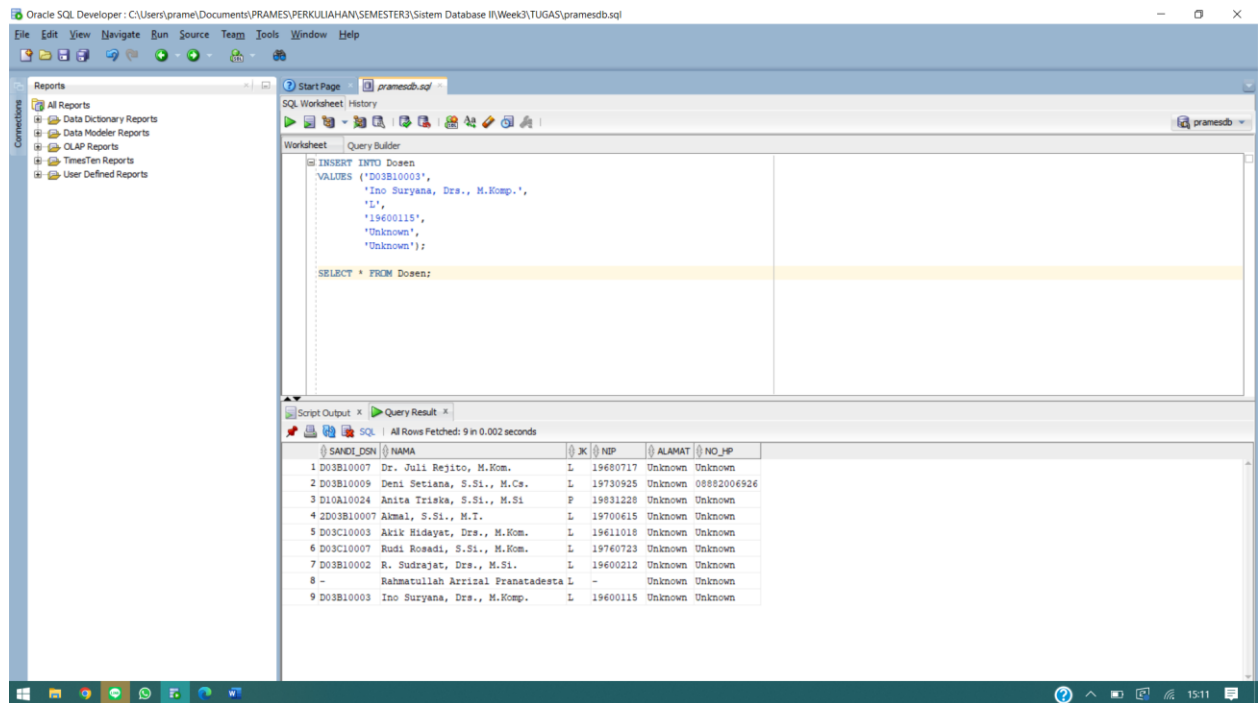 Oracle SQL Developer : C:\Users\prame\Documents\PRAMES\PERKULIAHAN\SEMESTER3\Sistem Database II\Week3\TUGAS\pramesdb.sql
File Edit View Navigate Run Source Team Tools Window Help
Reports
Start Page
pramesdb.sql
Connections
All Reports
Data Dictionary Reports
Data Modeler Reports
OLAP Reports
TimesTen Reports
User Defined Reports
SQL Worksheet History
pramesdb
Worksheet Query Builder
INSERT INTO Dosen
VALUES ('D03B10003',
'Ino Suryana, Drs., M.Komp.',
'L',
'19600115',
'Unknown',
'Unknown');
SELECT * FROM Dosen;
Script Output x Query Result x
SQL | All Rows Fetched: 9 in 0.002 seconds
SANDI_DSN NAMA JK NIP ALAMAT NO_HP
1 D03B10007 Dr. Juli Rejito, M.Kom. L 19680717 Unknown Unknown
2 D03B10009 Deni Setiana, S.Si., M.Cs. L 19730925 Unknown 08882006926
3 D10A10024 Anita Triska, S.Si., M.Si P 19831228 Unknown Unknown
4 2D03B10007 Akmal, S.Si., M.T. L 19700615 Unknown Unknown
5 D03C10003 Akik Hidayat, Drs., M.Kom. L 19611018 Unknown Unknown
6 D03C10007 Rudi Rosadi, S.Si., M.Kom. L 19760723 Unknown Unknown
7 D03B10002 R. Sudrajat, Drs., M.Si. L 19600212 Unknown Unknown
8 - Rahmatullah Arrizal Pranatadesta L - Unknown Unknown
9 D03B10003 Ino Suryana, Drs., M.Komp. L 19600115 Unknown Unknown
15:11